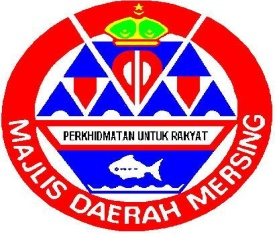 PERKHIDMATAN UNTUK RAKYAT
MAJLIS DAERAH MERSING